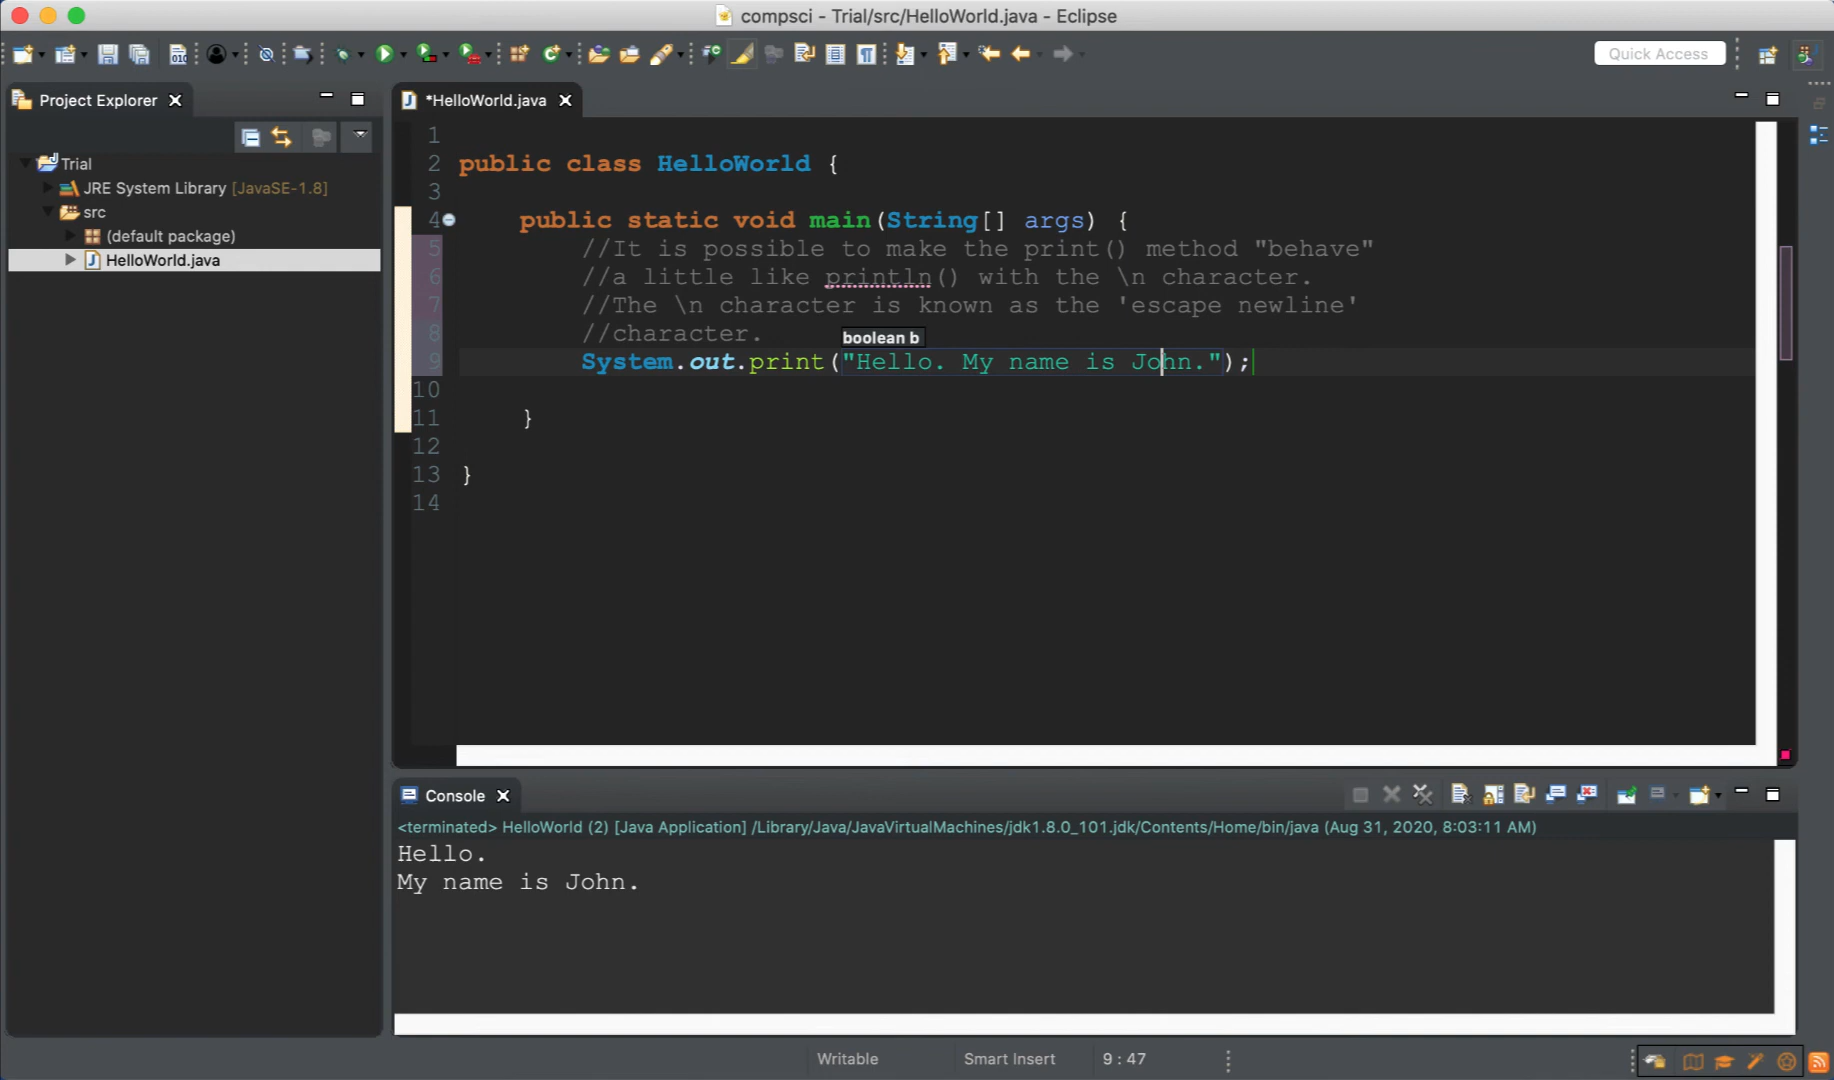 compsci - Trial/src/HelloWorld.java - Eclipse
Quick Access
Project Explorer
*HelloWorld.java
Trial
JRE System Library [JavaSE-1.8]
src
(default package)
HelloWorld.java
1
2 public class HelloWorld {
3
4 public static void main(String[] args) {
5 //It is possible to make the print() method "behave"
6 //a little like println() with the \n character.
7 //The \n character is known as the 'escape newline'
8 //character.
boolean b
9 System.out.print("Hello. My name is John.");
10
11 }
12
13 }
14
Console
<terminated> HelloWorld (2) [Java Application] /Library/Java/JavaVirtualMachines/jdk1.8.0_101.jdk/Contents/Home/bin/java (Aug 31, 2020, 8:03:11 AM)
Hello.
My name is John.
Writable Smart Insert 9 : 47